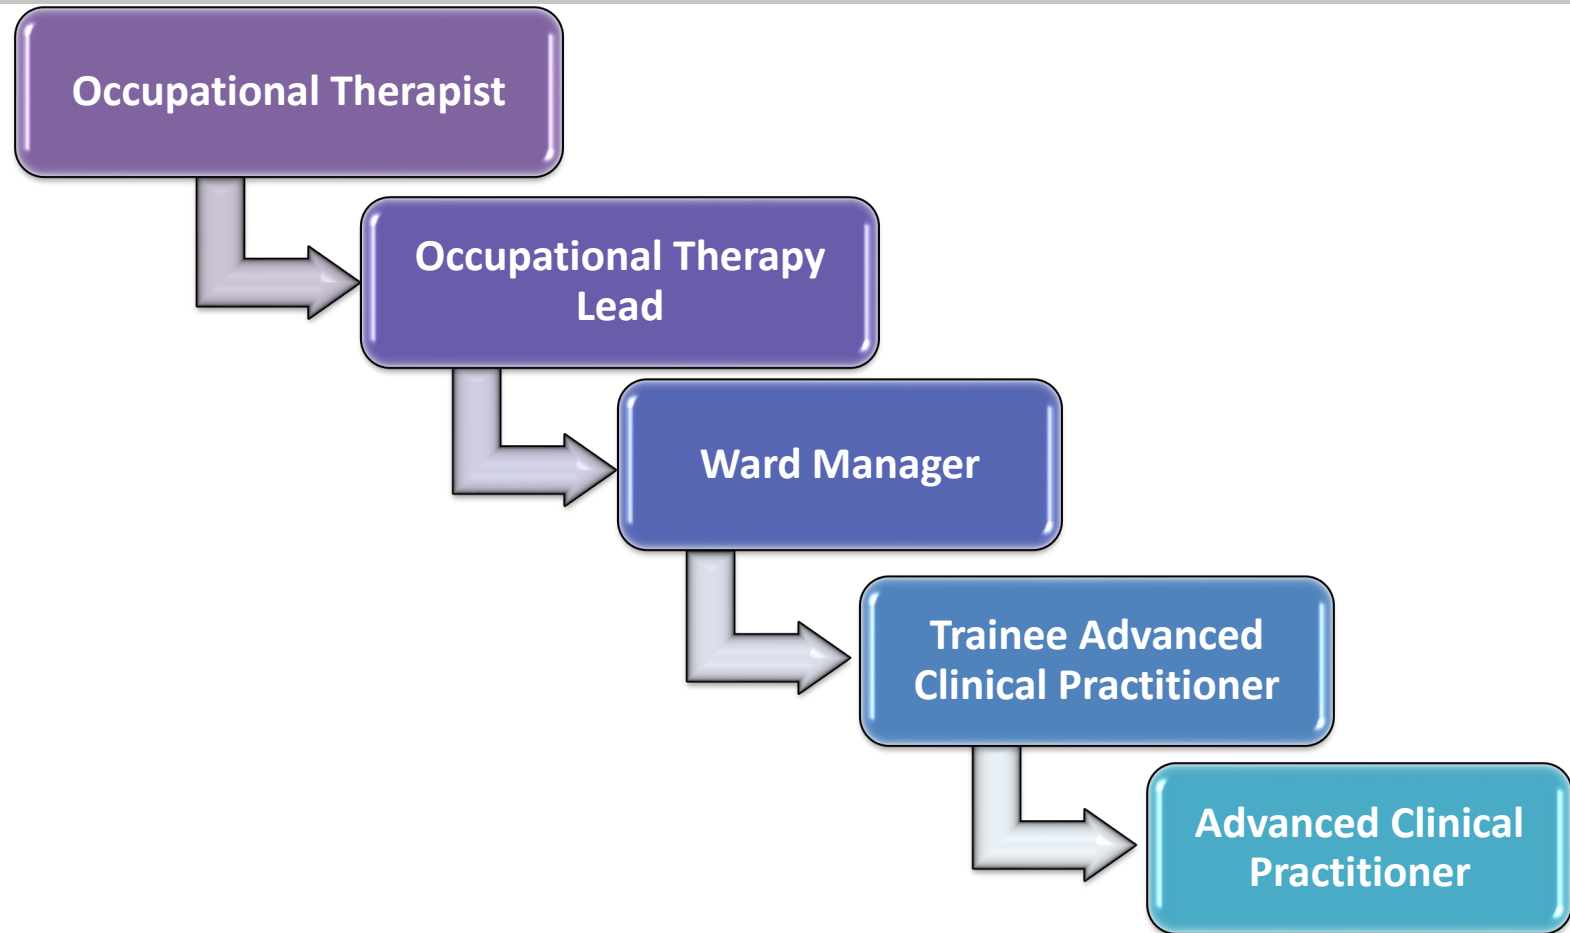 Occupational Therapist
Occupational Therapy
Lead
Ward Manager
Trainee Advanced
Clinical Practitioner
Advanced Clinical
Practitioner